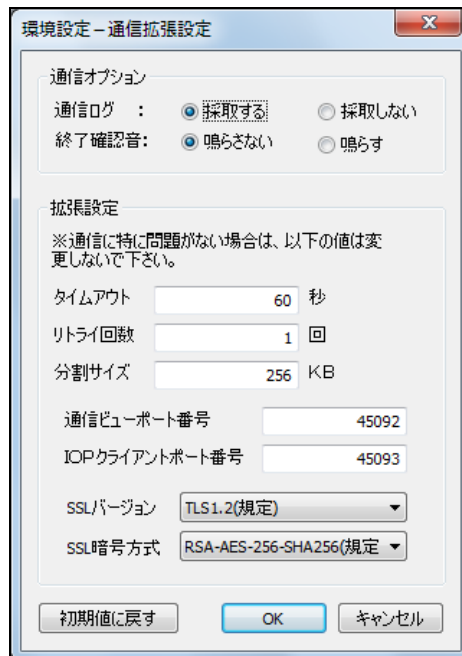 環境設定－通信拡張設定
通信オプション
通信ログ ： 採取する 採取しない
終了確認音： 鳴らさない 鳴らす
拡張設定
※通信に特に問題がない場合は、以下の値は変
更しないで下さい。
タイムアウト 60 秒
リトライ回数 1 回
分割サイズ 256 KB
通信ビューポート番号 45092
IOPクライアントポート番号 45093
SSLバージョン TLS1.2(規定)
SSL暗号方式 RSA-AES-256-SHA256(規定
初期値に戻す OK キャンセル